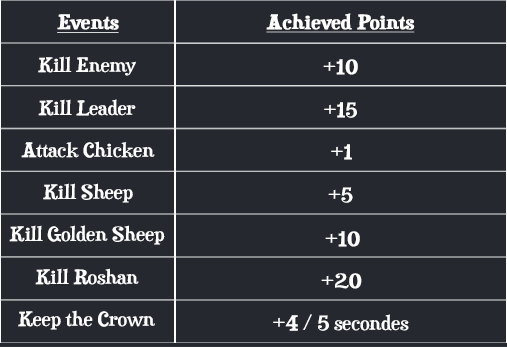 Events Achieved Points
Kill Enemy +10
Kill Leader +15
Attack Chicken +1
Kill Sheep +5
Kill Golden Sheep +10
Kill Roshan +20
Keep the Crown +4 / 5 secondes